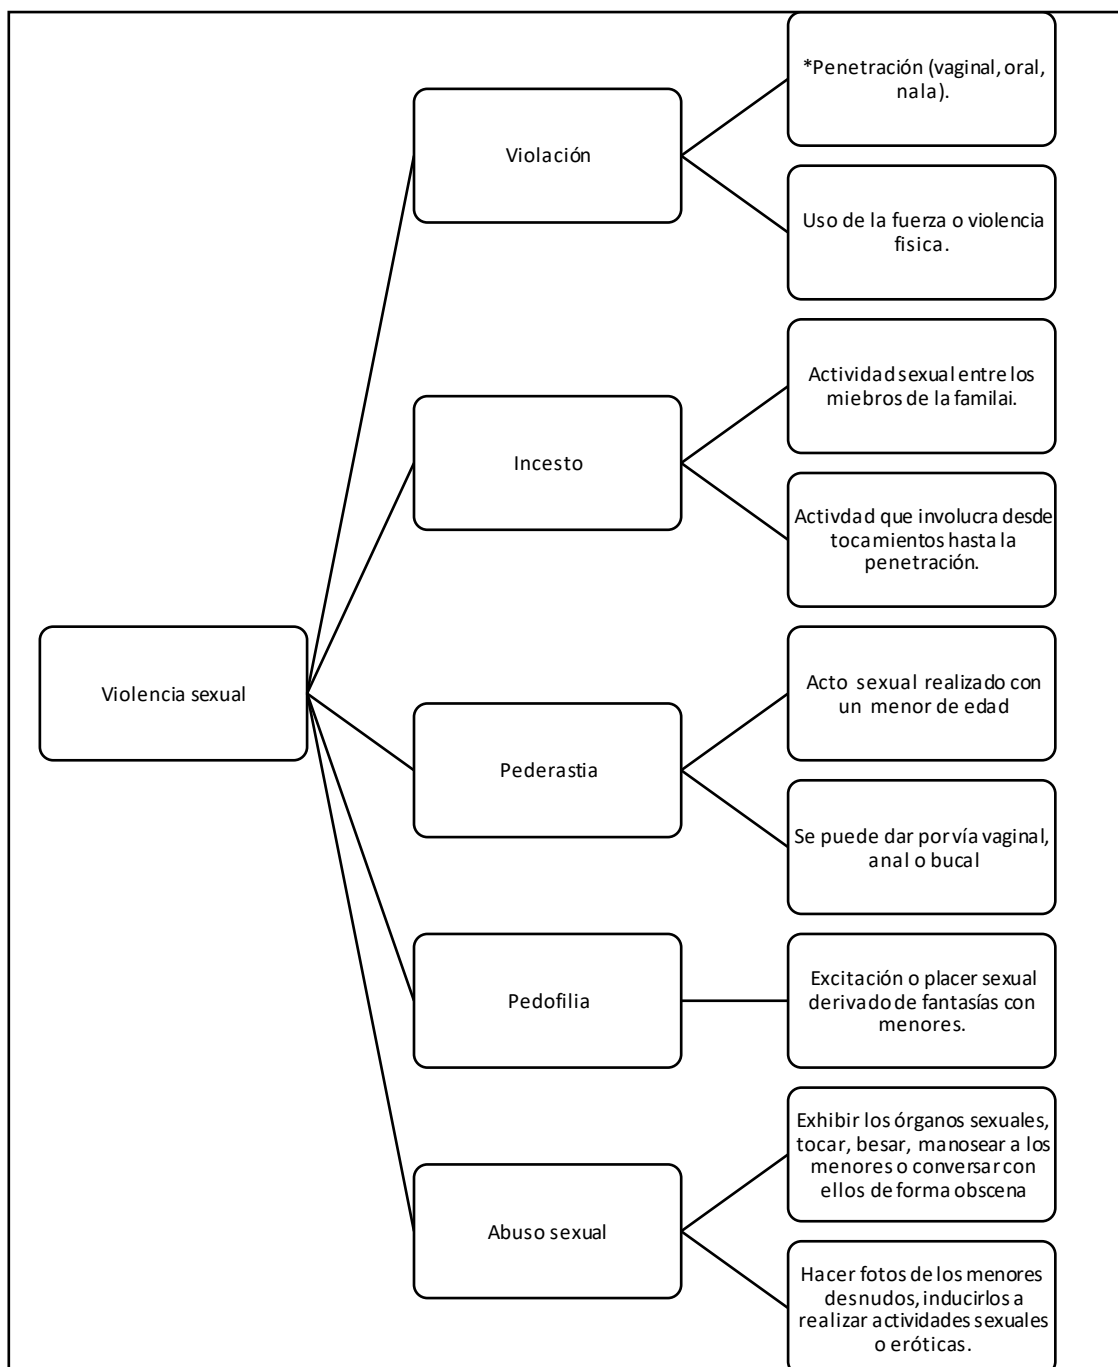 Violencia sexual
Violación
*Penetración (vaginal, oral,
nala).
Uso de la fuerza o violencia
fisica.
Incesto
Actividad sexual entre los
miebros de la familai.
Activdad que involucra desde
tocamientos hasta la
penetración.
Pederastia
Acto sexual realizado con
un menor de edad
Se puede dar por vía vaginal,
anal o bucal
Pedofilia
Excitación o placer sexual
derivado de fantasías con
menores.
Abuso sexual
Exhibir los órganos sexuales,
tocar, besar, manosear a los
menores o conversar con
ellos de forma obscena
Hacer fotos de los menores
desnudos, inducirlos a
realizar actividades sexuales
o eróticas.